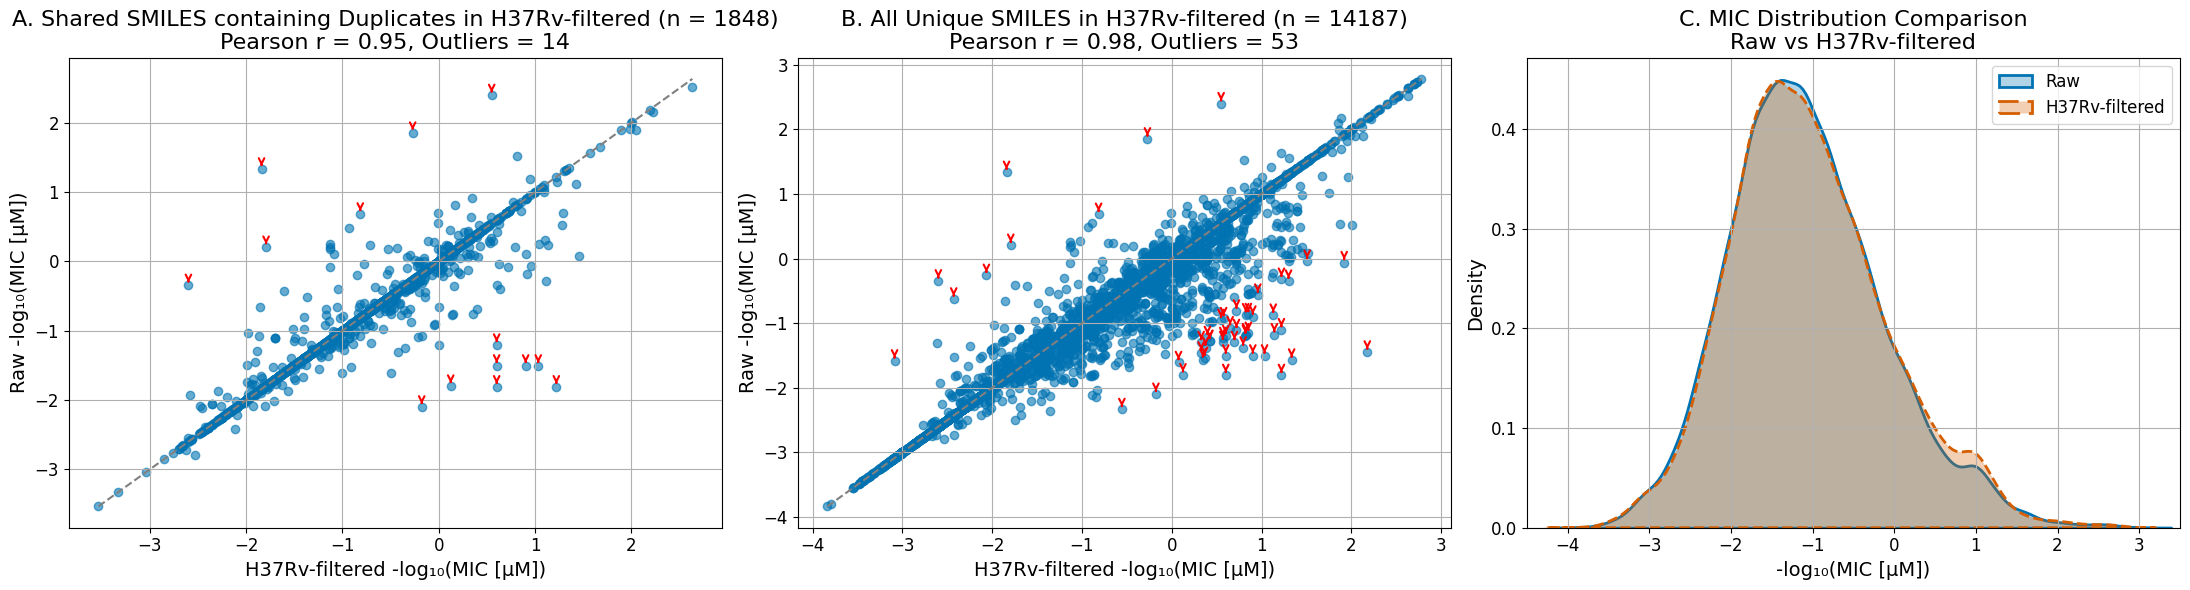 A. Shared SMILES containing Duplicates in H37Rv-filtered (n = 1848)
Pearson r = 0.95, Outliers = 14
Raw -log₁₀(MIC [μM])
2
1
0
−1
−2
−3
−3
−2
−1
0
1
2
H37Rv-filtered -log₁₀(MIC [μM])
B. All Unique SMILES in H37Rv-filtered (n = 14187)
Pearson r = 0.98, Outliers = 53
Raw -log₁₀(MIC [μM])
3
2
1
0
−1
−2
−3
−4
−4
−3
−2
−1
0
1
2
3
H37Rv-filtered -log₁₀(MIC [μM])
C. MIC Distribution Comparison
Raw vs H37Rv-filtered
Raw
H37Rv-filtered
Density
0.4
0.3
0.2
0.1
0.0
−4
−3
−2
−1
0
1
2
3
-log₁₀(MIC [μM])